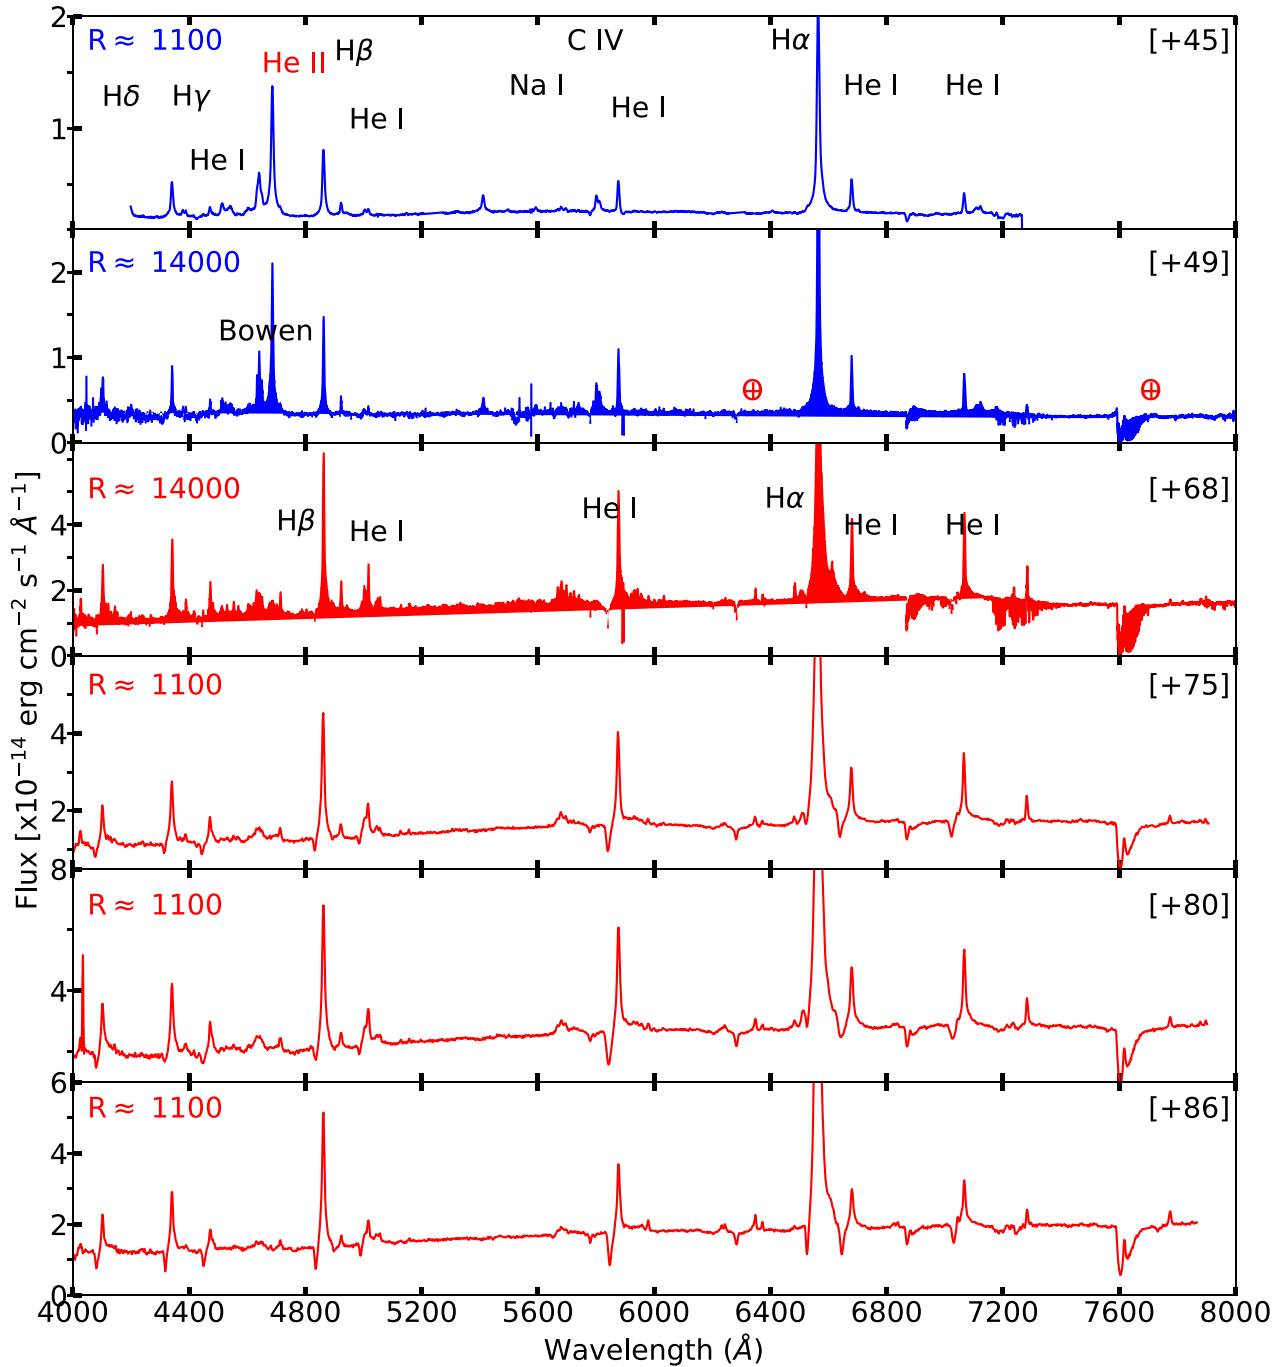 2
R ≈ 1100
C IV
Hα
[+45]
Hβ
He II
Na I
He I
He I
Hδ
Hγ
He I
He I
1
He I
R ≈ 14000
[+49]
2
Bowen
1
⊕
⊕
0
R ≈ 14000
[+68]
Hβ
He I
He I
Hα
He I
He I
4
2
0
R ≈ 1100
[+75]
4
2
8
R ≈ 1100
[+80]
4
6
R ≈ 1100
[+86]
4
2
0
Flux [x10⁻¹⁴ erg cm⁻² s⁻¹ Å⁻¹]
4000 4400 4800 5200 5600 6000 6400 6800 7200 7600 8000
Wavelength (Å)